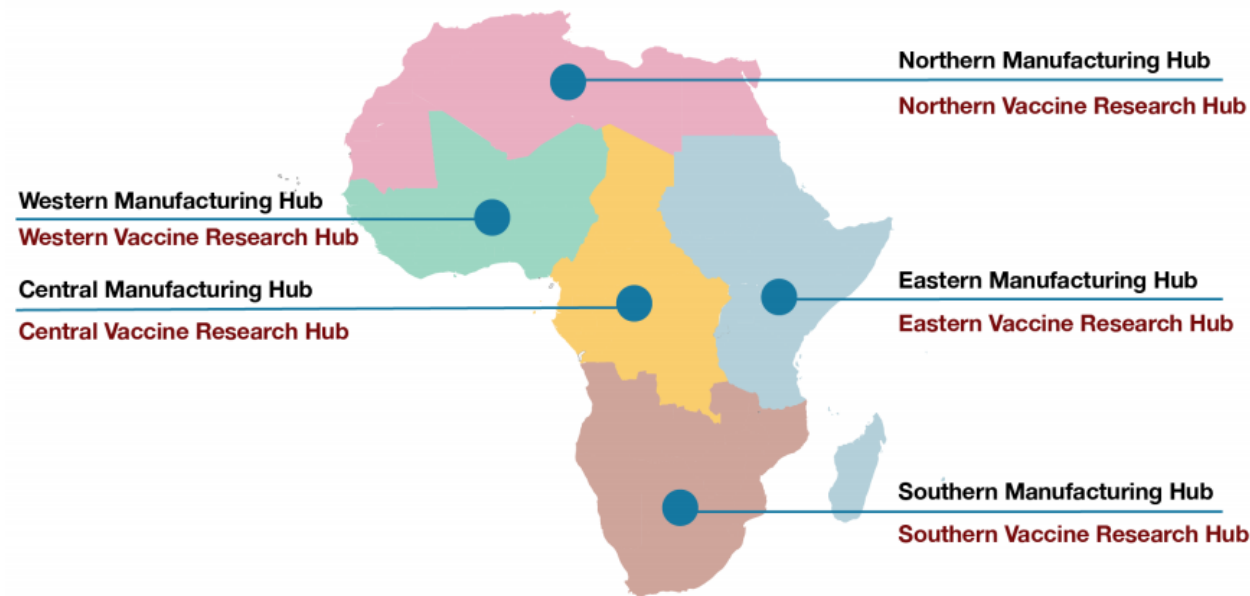 Northern Manufacturing Hub
Northern Vaccine Research Hub
Western Manufacturing Hub
Western Vaccine Research Hub
Central Manufacturing Hub
Central Vaccine Research Hub
Eastern Manufacturing Hub
Eastern Vaccine Research Hub
Southern Manufacturing Hub
Southern Vaccine Research Hub